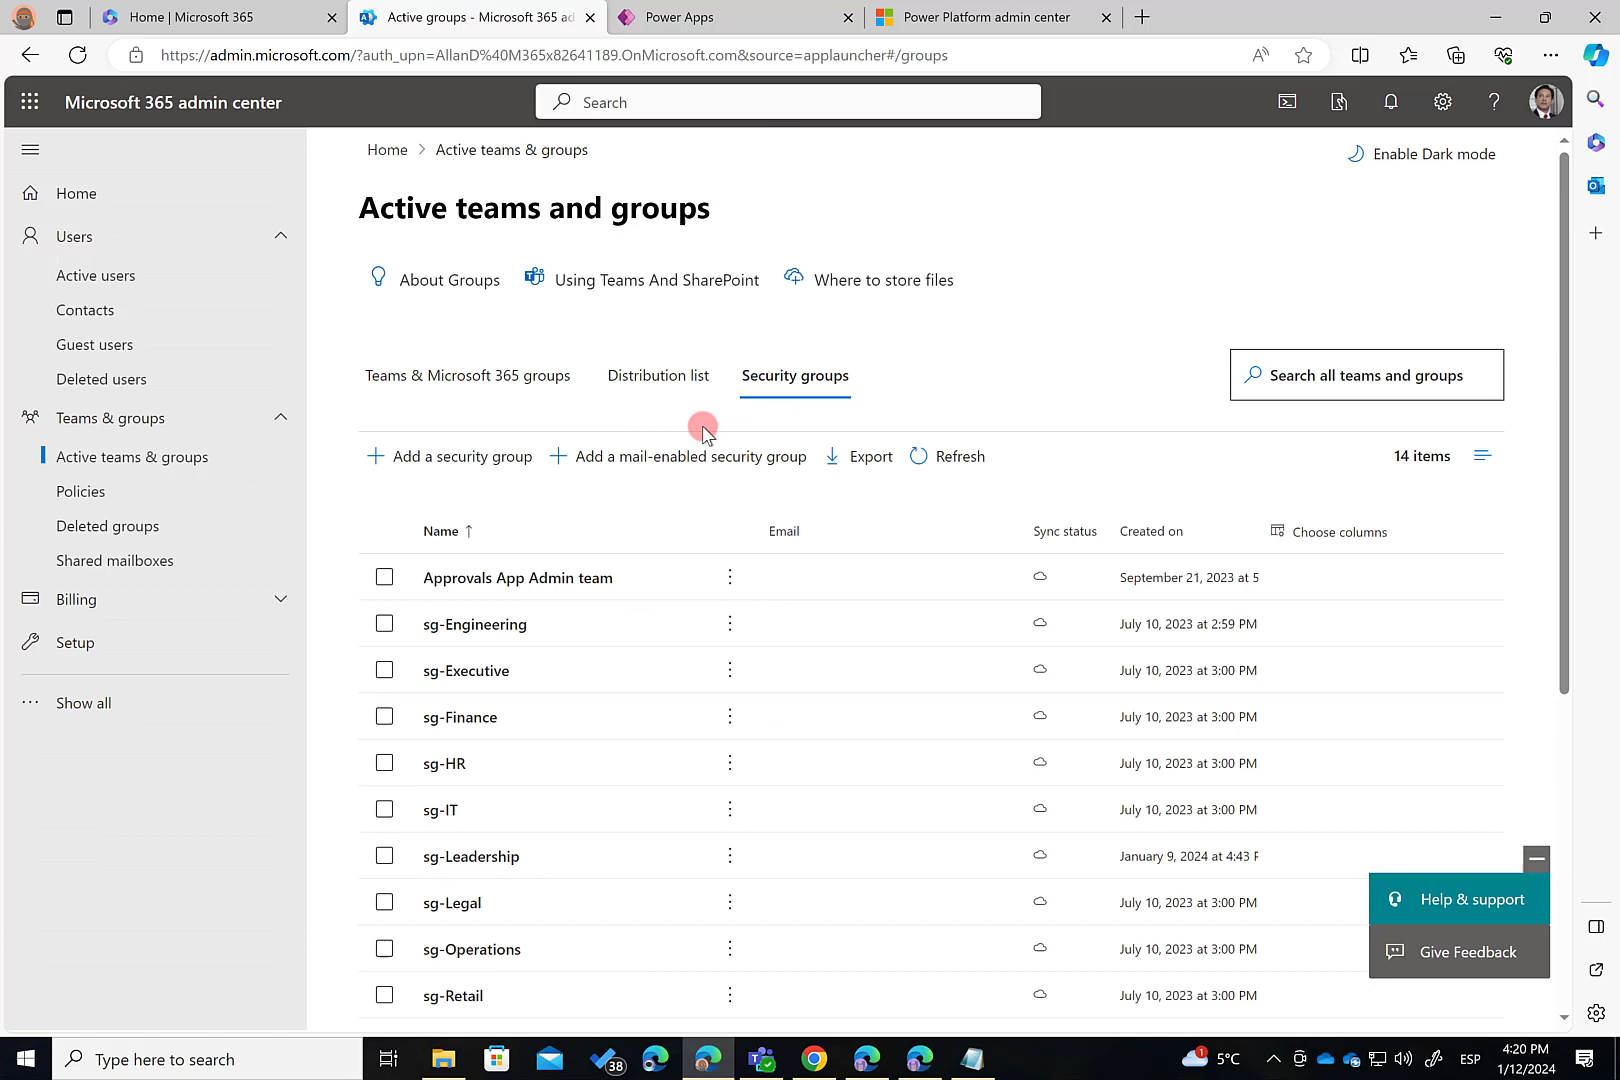 Home | Microsoft 365
Active groups - Microsoft 365 ad
Power Apps
Power Platform admin center
https://admin.microsoft.com/?auth_upn=AllanD%40M365x82641189.OnMicrosoft.com&source=applauncher#/groups
Microsoft 365 admin center
Search
Home
Users
Active users
Contacts
Guest users
Deleted users
Teams & groups
Active teams & groups
Policies
Deleted groups
Shared mailboxes
Billing
Setup
Show all
Home > Active teams & groups
Enable Dark mode
Active teams and groups
About Groups
Using Teams And SharePoint
Where to store files
Teams & Microsoft 365 groups
Distribution list
Security groups
Search all teams and groups
Add a security group
Add a mail-enabled security group
Export
Refresh
14 items
Name ↑ Email Sync status Created on Choose columns
Approvals App Admin team September 21, 2023 at 5
sg-Engineering July 10, 2023 at 2:59 PM
sg-Executive July 10, 2023 at 3:00 PM
sg-Finance July 10, 2023 at 3:00 PM
sg-HR July 10, 2023 at 3:00 PM
sg-IT July 10, 2023 at 3:00 PM
sg-Leadership January 9, 2024 at 4:43 P
sg-Legal July 10, 2023 at 3:00 PM
sg-Operations July 10, 2023 at 3:00 PM
sg-Retail July 10, 2023 at 3:00 PM
Help & support
Give Feedback
Type here to search
38
1
5°C
ESP
4:20 PM
1/12/2024